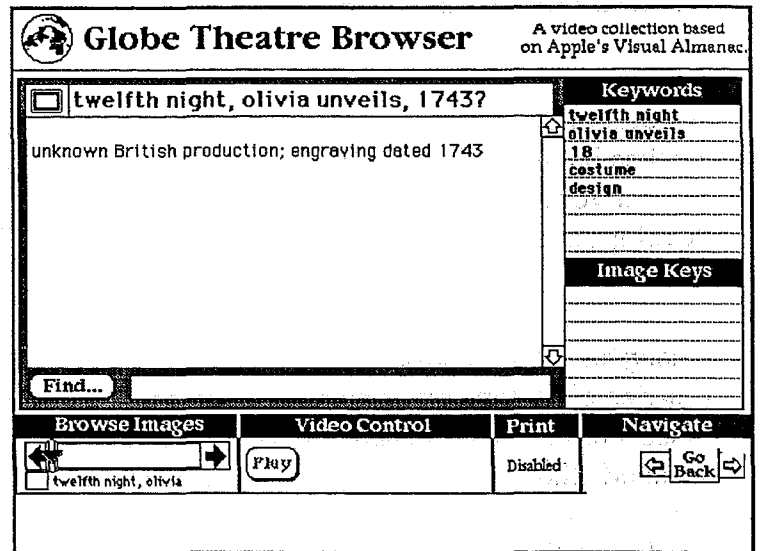 Globe Theatre Browser
A video collection based
on Apple's Visual Almanac.
twelfth night, olivia unveils, 1743?
unknown British production; engraving dated 1743
Find...
Keywords
twelfth night
olivia unveils
18
costume
design
Image Keys
Browse Images
twelfth night, olivia
Video Control
Play
Print
Disabled
Navigate
Go
Back